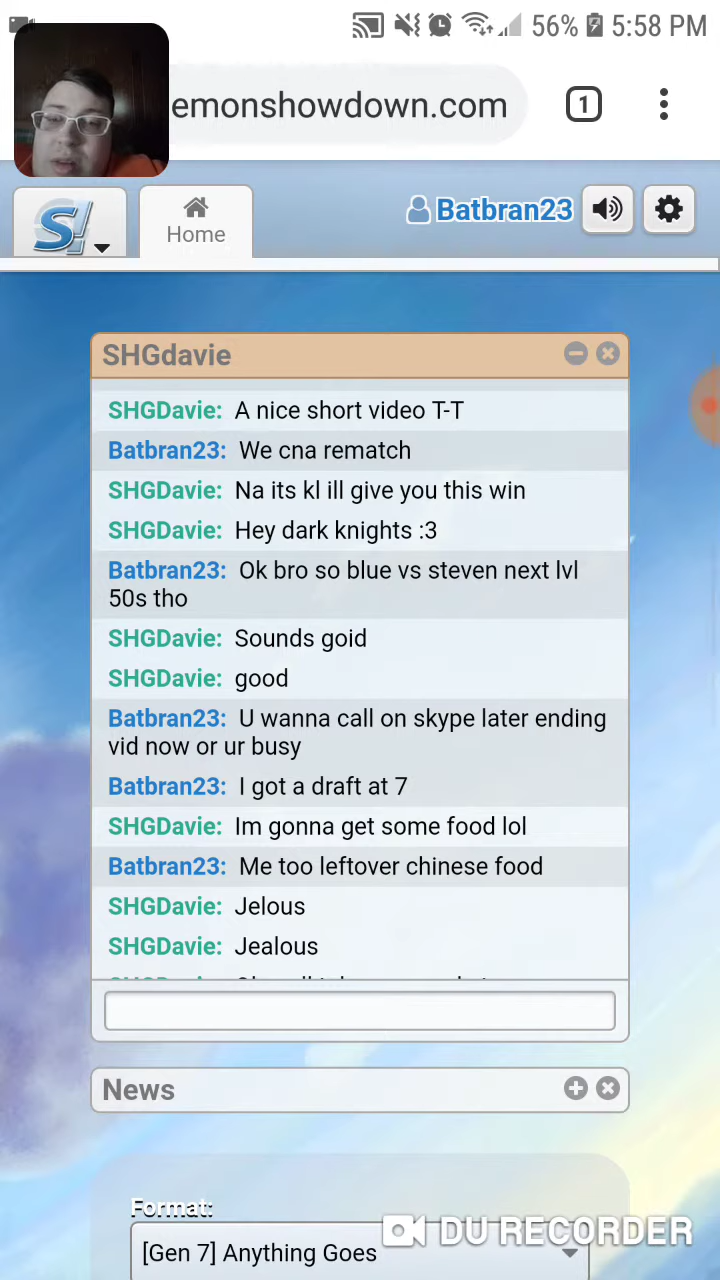 56% 5:58 PM
emonshowdown.com
1
S!
Home
Batbran23
SHGdavie
SHGDavie: A nice short video T-T
Batbran23: We cna rematch
SHGDavie: Na its kl ill give you this win
SHGDavie: Hey dark knights :3
Batbran23: Ok bro so blue vs steven next lvl
50s tho
SHGDavie: Sounds goid
SHGDavie: good
Batbran23: U wanna call on skype later ending
vid now or ur busy
Batbran23: I got a draft at 7
SHGDavie: Im gonna get some food lol
Batbran23: Me too leftover chinese food
SHGDavie: Jelous
SHGDavie: Jealous
News
Format:
[Gen 7] Anything Goes
DU RECORDER